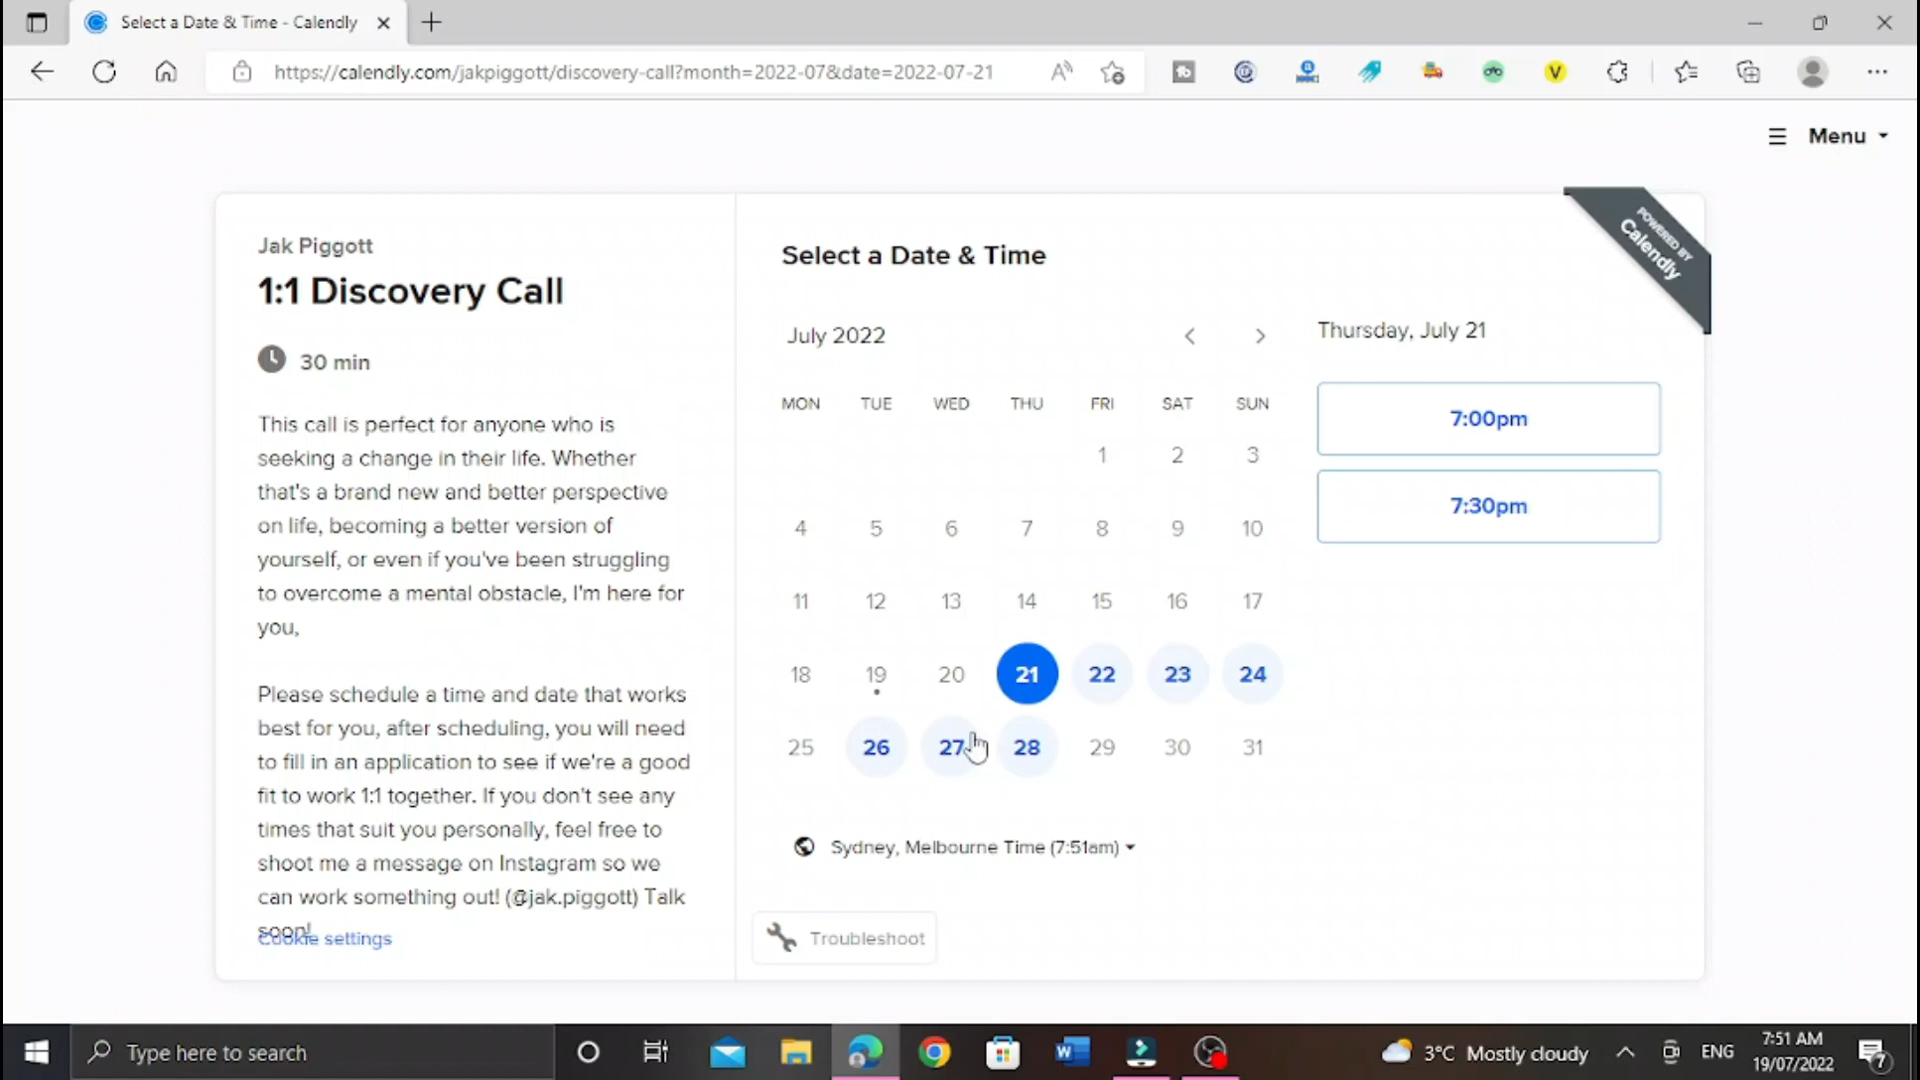 Select a Date & Time - Calendly
https://calendly.com/jakpiggott/discovery-call?month=2022-07&date=2022-07-21
Menu
Jak Piggott
1:1 Discovery Call
30 min
This call is perfect for anyone who is
seeking a change in their life. Whether
that's a brand new and better perspective
on life, becoming a better version of
yourself, or even if you've been struggling
to overcome a mental obstacle, I'm here for
you,
Please schedule a time and date that works
best for you, after scheduling, you will need
to fill in an application to see if we're a good
fit to work 1:1 together. If you don't see any
times that suit you personally, feel free to
shoot me a message on Instagram so we
can work something out! (@jak.piggott) Talk
soon!
Cookie settings
Select a Date & Time
July 2022
MON TUE WED THU FRI SAT SUN
1 2 3
4 5 6 7 8 9 10
11 12 13 14 15 16 17
18 19 20 21 22 23 24
25 26 27 28 29 30 31
Sydney, Melbourne Time (7:51am)
Troubleshoot
Thursday, July 21
7:00pm
7:30pm
POWERED BY
Calendly
Type here to search
3°C Mostly cloudy
ENG
7:51 AM
19/07/2022
7